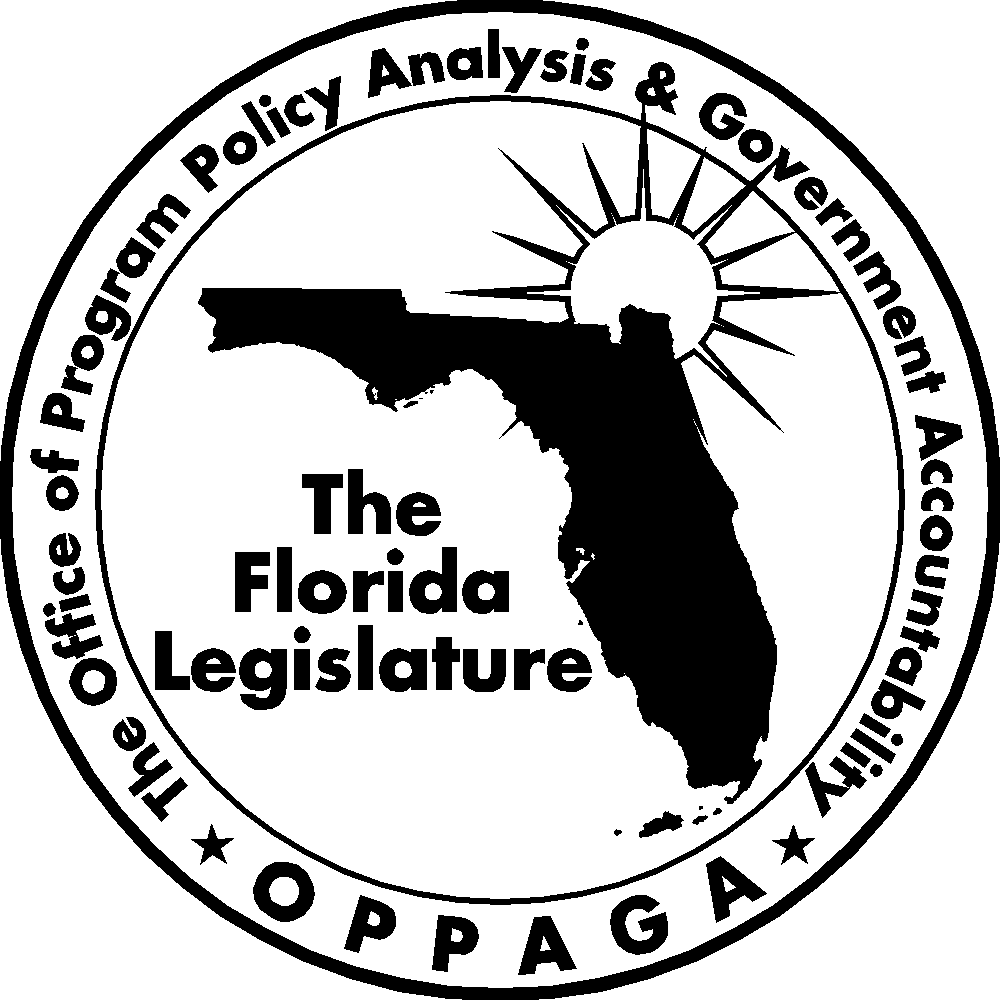 The Office of Program Policy Analysis & Government Accountability
The
Florida
Legislature
★ OPPAGA ★